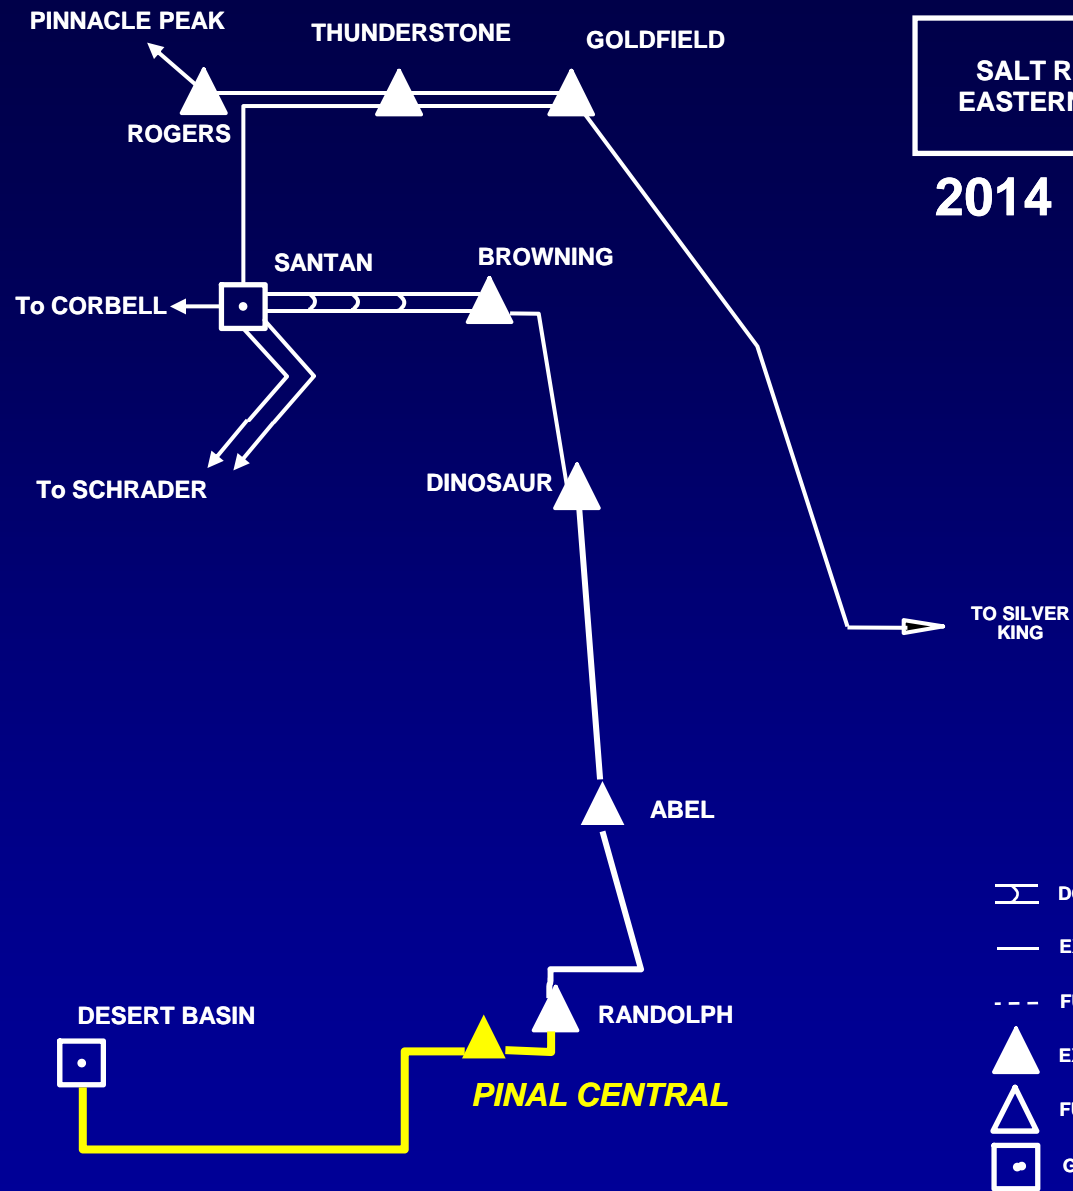 PINNACLE PEAK
THUNDERSTONE
GOLDFIELD
SALT R
EASTERN
ROGERS
2014
SANTAN
BROWNING
To CORBELL
DINOSAUR
To SCHRADER
TO SILVER
KING
ABEL
DESERT BASIN
RANDOLPH
PINAL CENTRAL